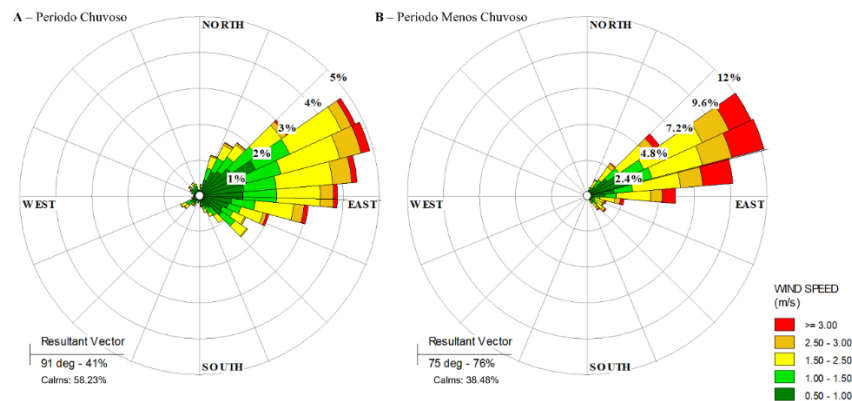 A – Período Chuvoso
NORTH
5%
4%
3%
2%
1%
WEST
EAST
SOUTH
Resultant Vector
91 deg - 41%
Calms: 58.23%
B – Período Menos Chuvoso
NORTH
12%
9.6%
7.2%
4.8%
2.4%
WEST
EAST
SOUTH
Resultant Vector
75 deg - 76%
Calms: 38.48%
WIND SPEED
(m/s)
>= 3.00
2.50 - 3.00
1.50 - 2.50
1.00 - 1.50
0.50 - 1.00